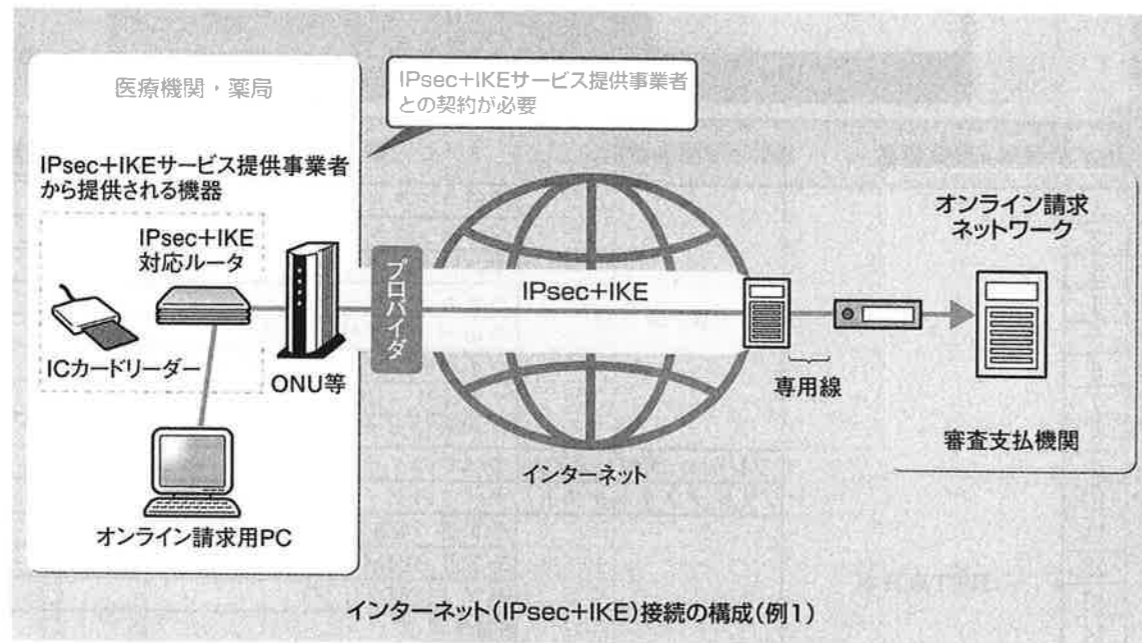 医療機関・薬局
IPsec+IKEサービス提供事業者
との契約が必要
IPsec+IKEサービス提供事業者
から提供される機器
IPsec+IKE
対応ルータ
ICカードリーダー
ONU等
オンライン請求用PC
プロバイダ
IPsec+IKE
インターネット
専用線
オンライン請求
ネットワーク
審査支払機関
インターネット(IPsec+IKE)接続の構成(例1)